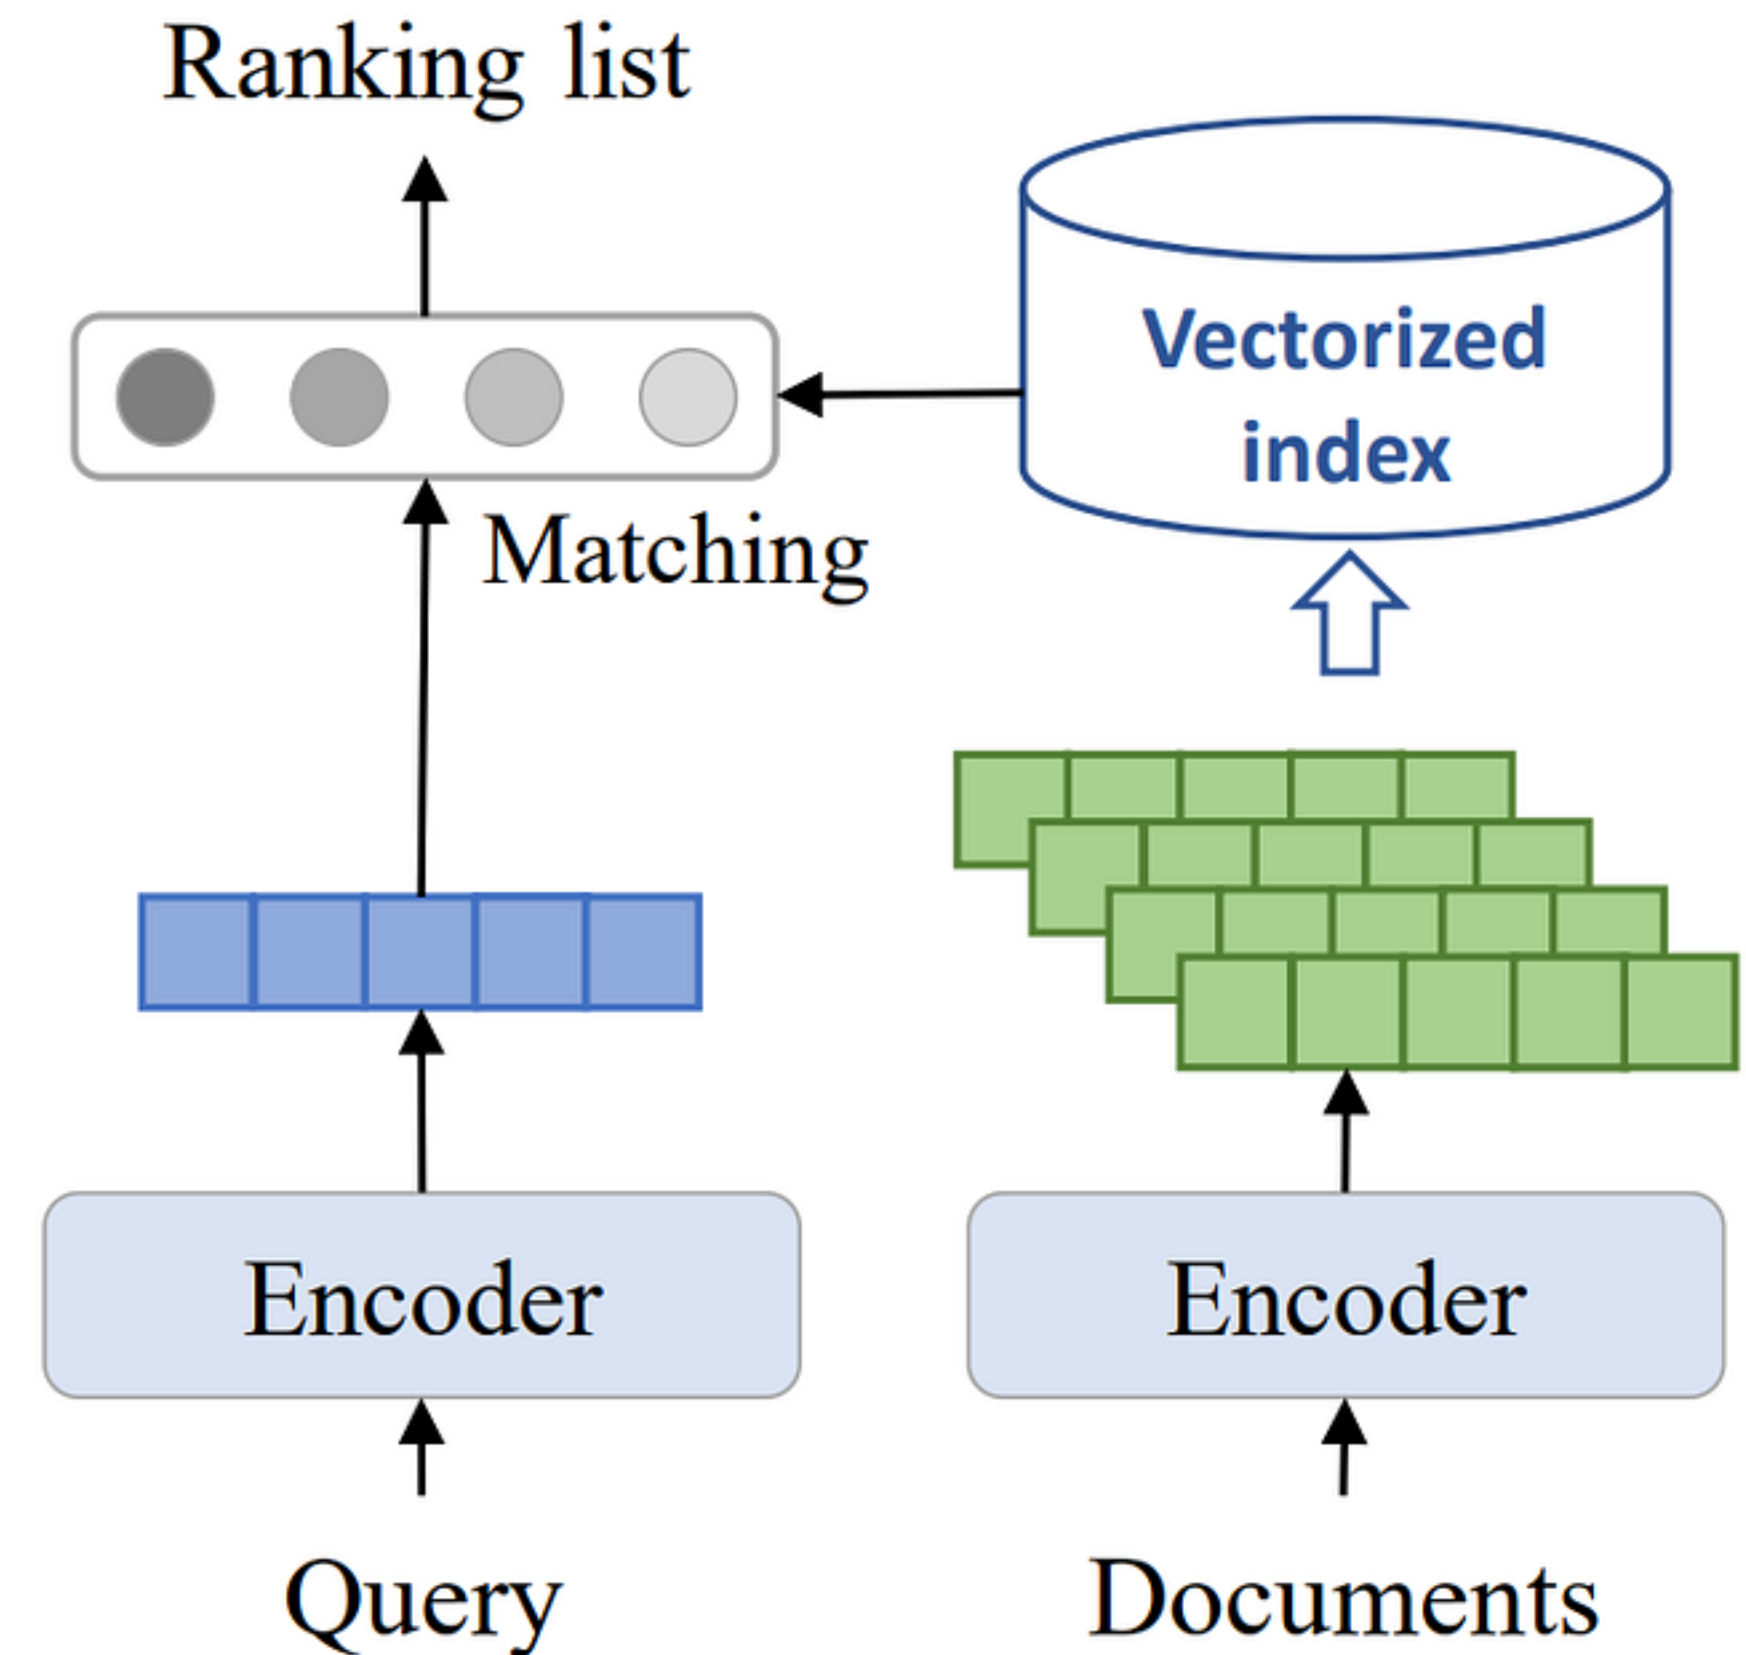 Ranking list
Vectorized
index
Matching
Encoder
Encoder
Query
Documents